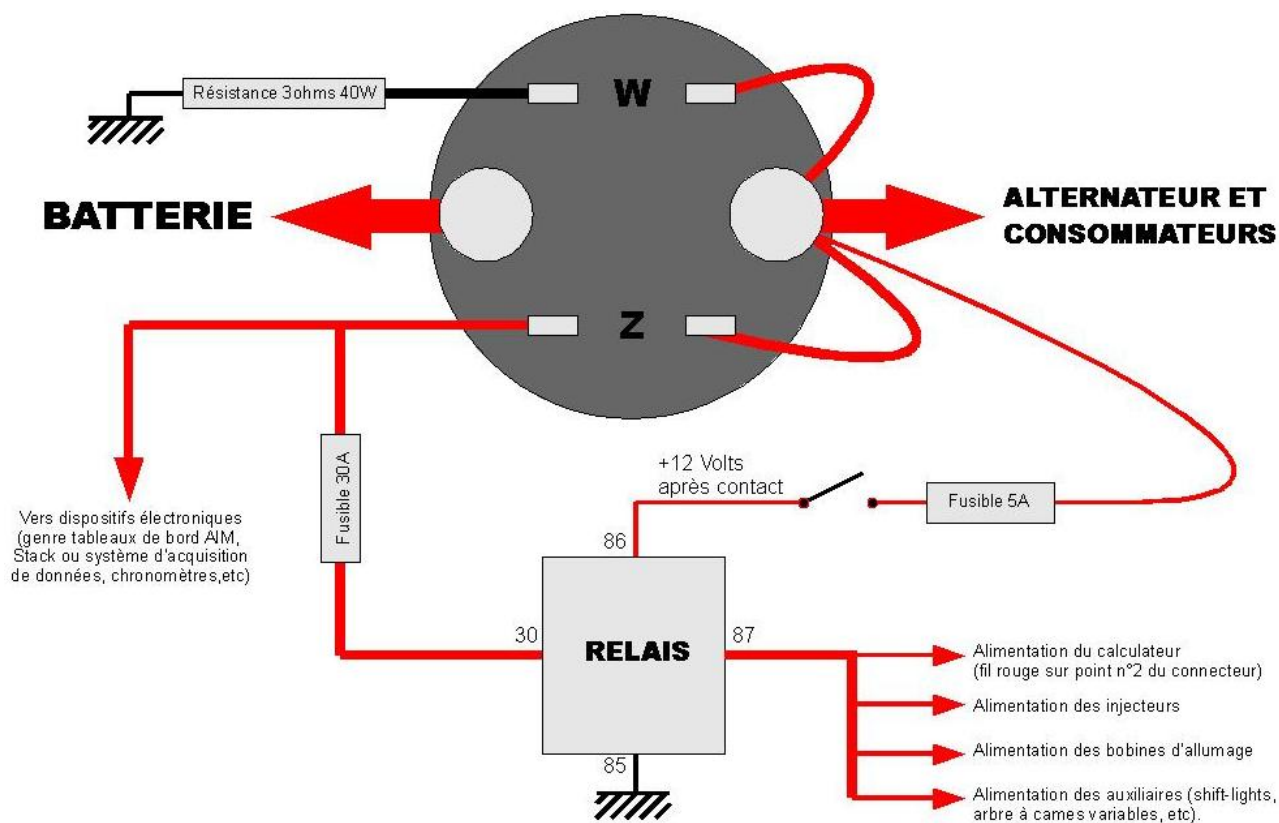 W
Résistance 3ohms 40W
BATTERIE
ALTERNATEUR ET
CONSOMMATEURS
Z
Fusible 30A
+12 Volts
après contact
Fusible 5A
Vers dispositifs électroniques
(genre tableaux de bord AIM,
Stack ou système d'acquisition
de données, chronomètres,etc)
86
30
RELAIS
87
85
Alimentation du calculateur
(fil rouge sur point n°2 du connecteur)
Alimentation des injecteurs
Alimentation des bobines d'allumage
Alimentation des auxiliaires (shift-lights,
arbre à cames variables, etc).